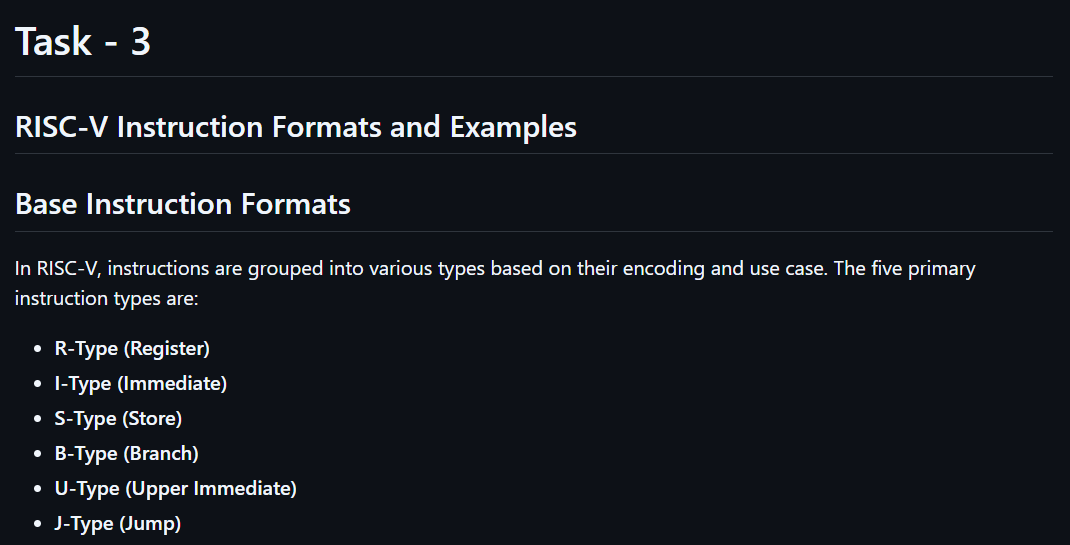 Task - 3
RISC-V Instruction Formats and Examples
Base Instruction Formats
In RISC-V, instructions are grouped into various types based on their encoding and use case. The five primary
instruction types are:
• R-Type (Register)
• I-Type (Immediate)
• S-Type (Store)
• B-Type (Branch)
• U-Type (Upper Immediate)
• J-Type (Jump)